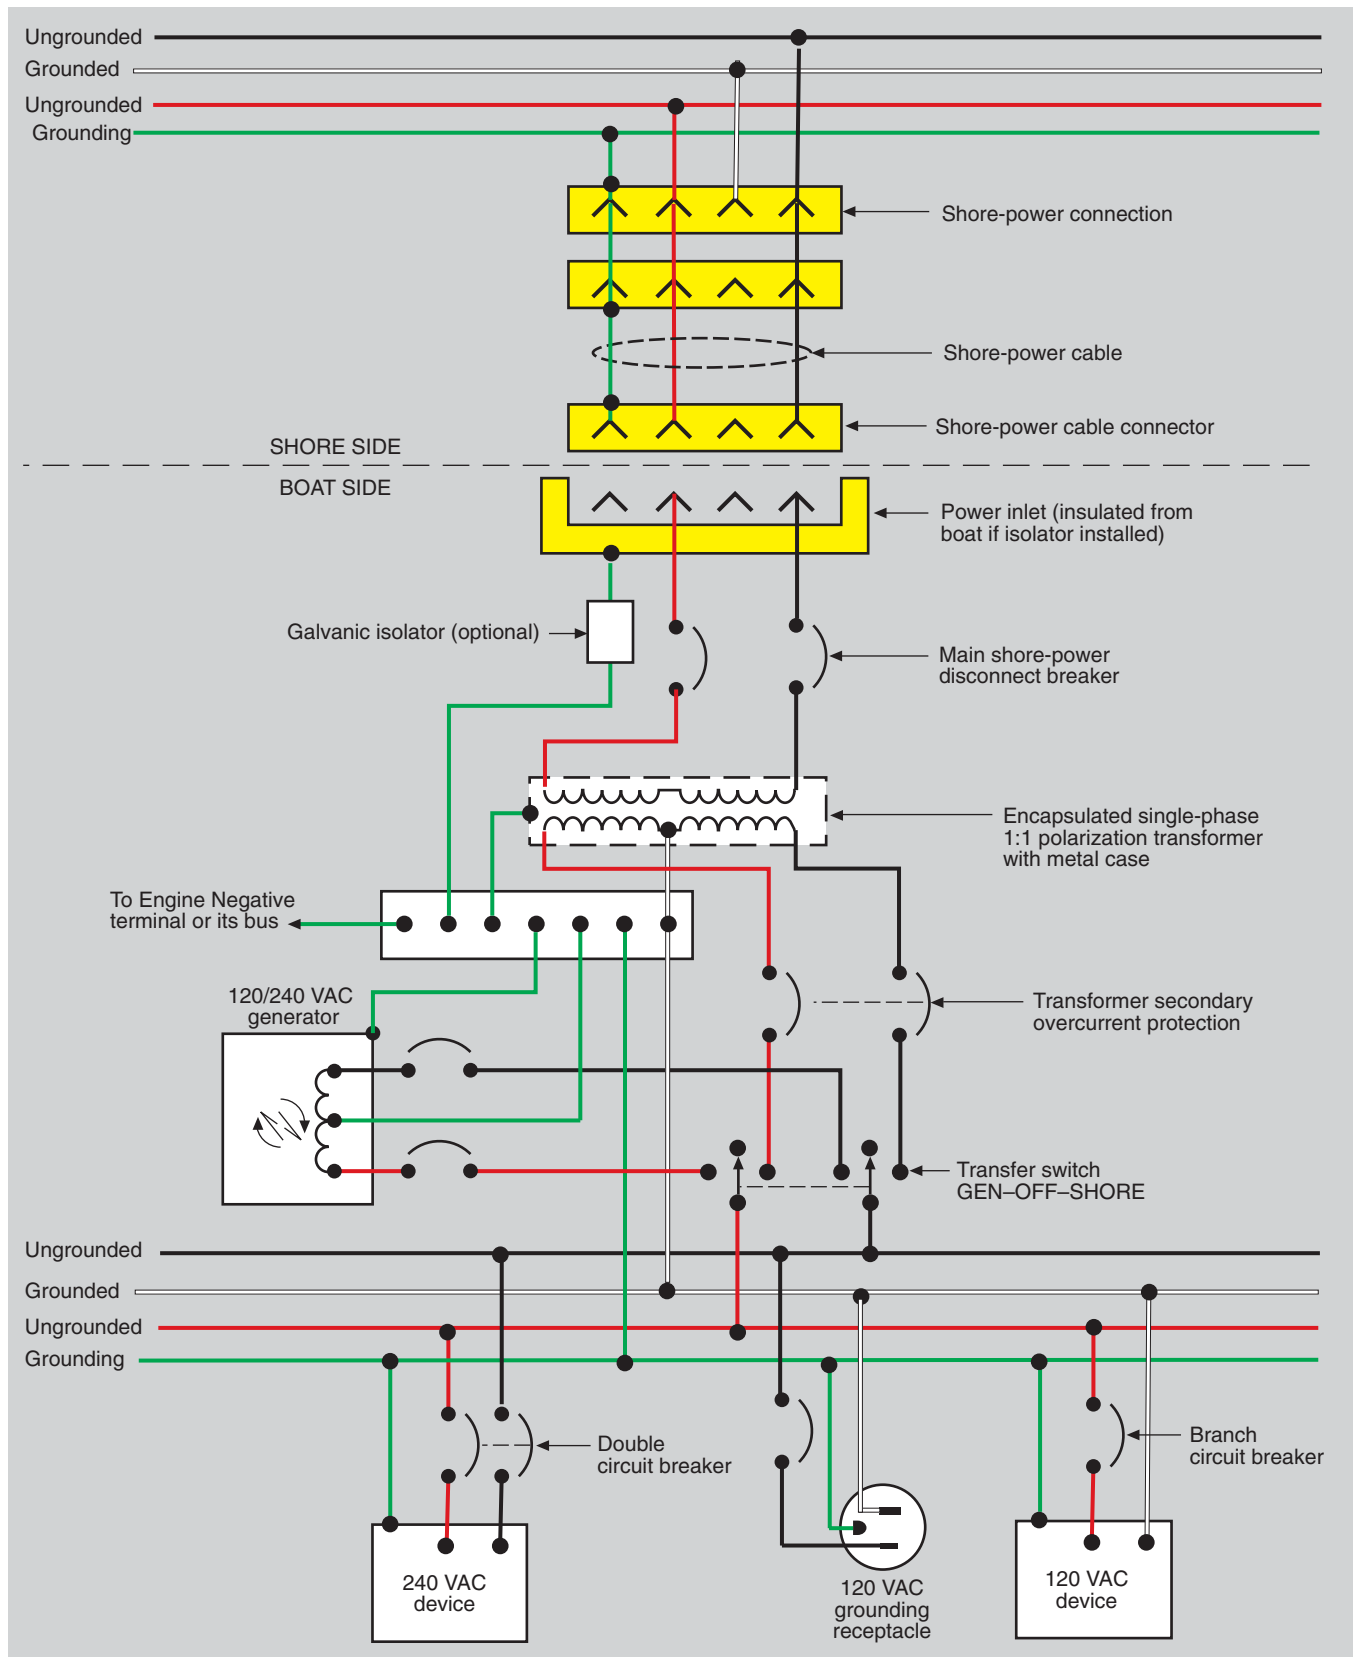 Ungrounded
Grounded
Ungrounded
Grounding
Shore-power connection
Shore-power cable
Shore-power cable connector
SHORE SIDE
BOAT SIDE
Power inlet (insulated from
boat if isolator installed)
Galvanic isolator (optional)
Main shore-power
disconnect breaker
Encapsulated single-phase
1:1 polarization transformer
with metal case
To Engine Negative
terminal or its bus
120/240 VAC
generator
Transformer secondary
overcurrent protection
Transfer switch
GEN–OFF–SHORE
Ungrounded
Grounded
Ungrounded
Grounding
Double
circuit breaker
Branch
circuit breaker
240 VAC
device
120 VAC
grounding
receptacle
120 VAC
device